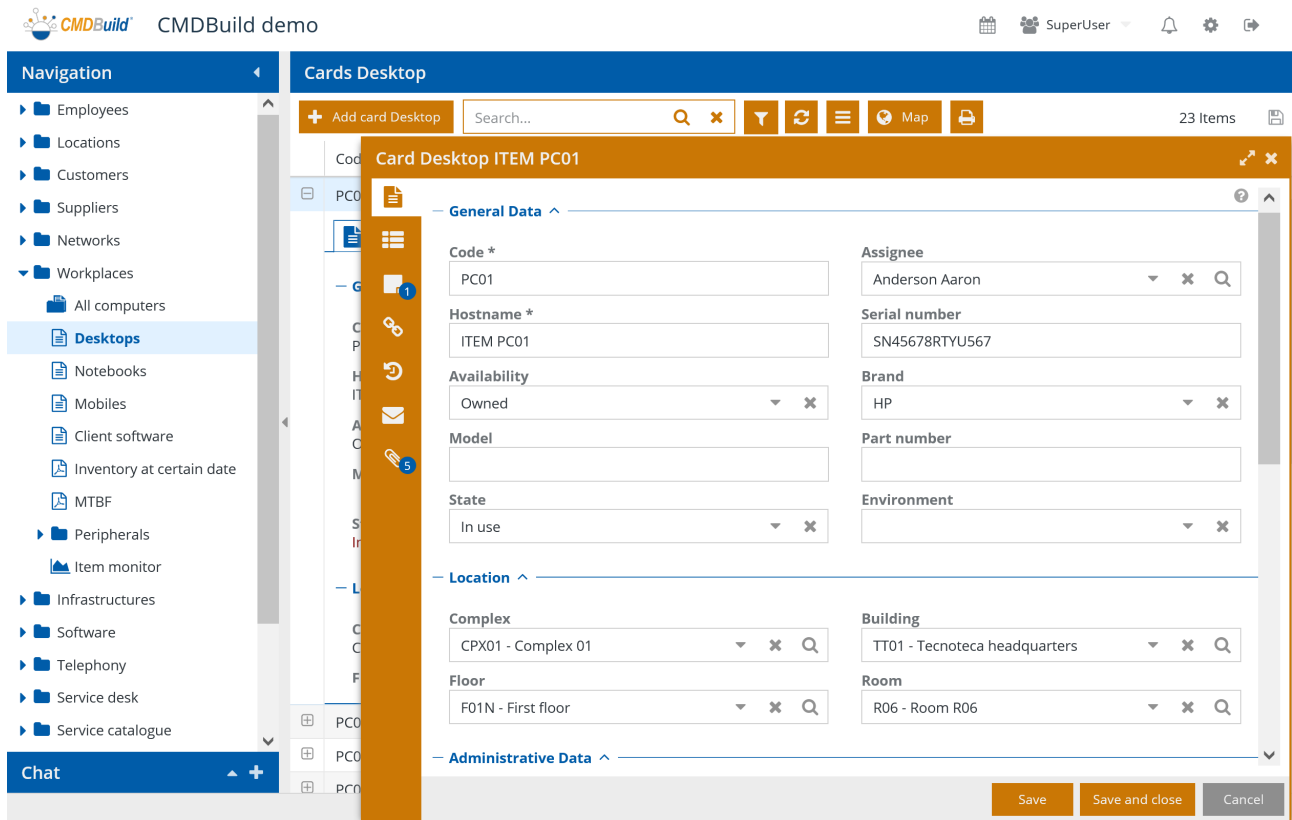 CMDBuild CMDBuild demo SuperUser
Navigation
Employees
Locations
Customers
Suppliers
Networks
Workplaces
All computers
Desktops
Notebooks
Mobiles
Client software
Inventory at certain date
MTBF
Peripherals
Item monitor
Infrastructures
Software
Telephony
Service desk
Service catalogue
Chat
Cards Desktop
Add card Desktop Search... Map 23 Items
Card Desktop ITEM PC01
1
5
General Data
Code * Assignee
PC01 Anderson Aaron
Hostname * Serial number
ITEM PC01 SN45678RTYU567
Availability Brand
Owned HP
Model Part number
State Environment
In use
Location
Complex Building
CPX01 - Complex 01 TT01 - Tecnoteca headquarters
Floor Room
F01N - First floor R06 - Room R06
Administrative Data
Save Save and close Cancel